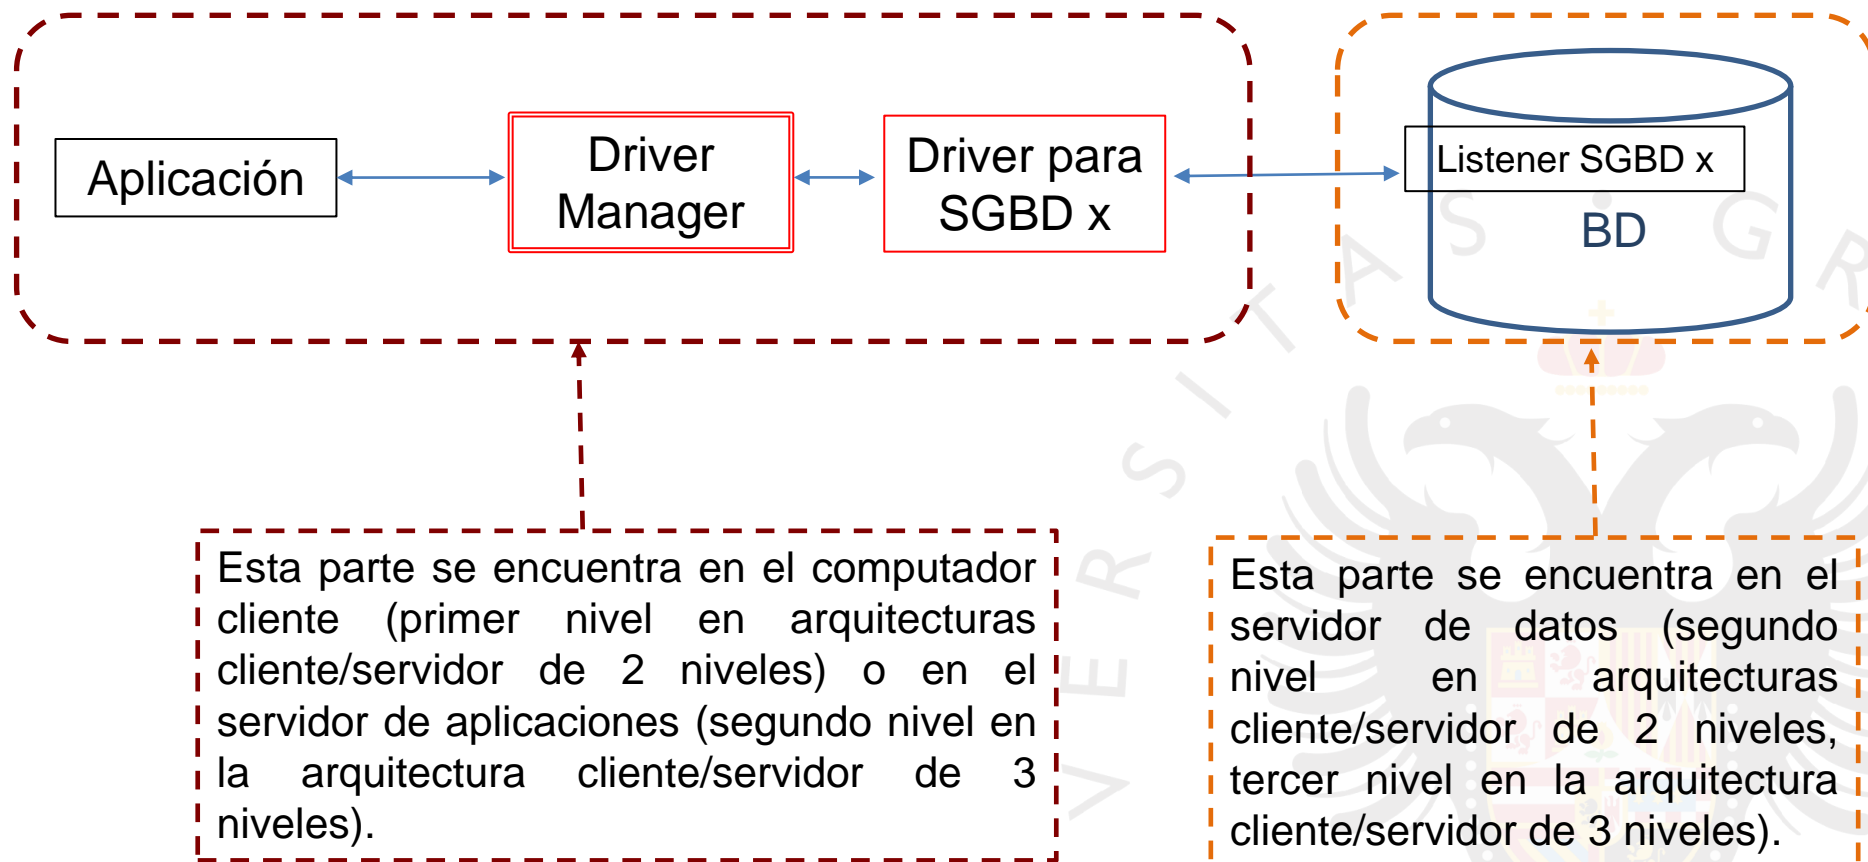 Aplicación
Driver
Manager
Driver para
SGBD x
Listener SGBD x
BD
Esta parte se encuentra en el computador
cliente (primer nivel en arquitecturas
cliente/servidor de 2 niveles) o en el
servidor de aplicaciones (segundo nivel en
la arquitectura cliente/servidor de 3
niveles).
Esta parte se encuentra en el
servidor de datos (segundo
nivel en arquitecturas
cliente/servidor de 2 niveles,
tercer nivel en la arquitectura
cliente/servidor de 3 niveles).
VERSITAS • GR